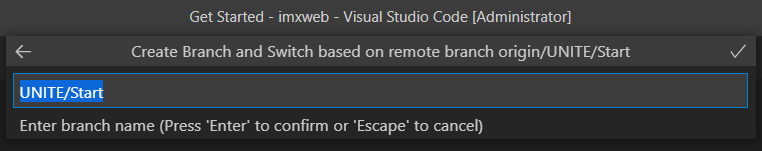 Get Started - imxweb - Visual Studio Code [Administrator]
Create Branch and Switch based on remote branch origin/UNITE/Start
UNITE/Start
Enter branch name (Press 'Enter' to confirm or 'Escape' to cancel)